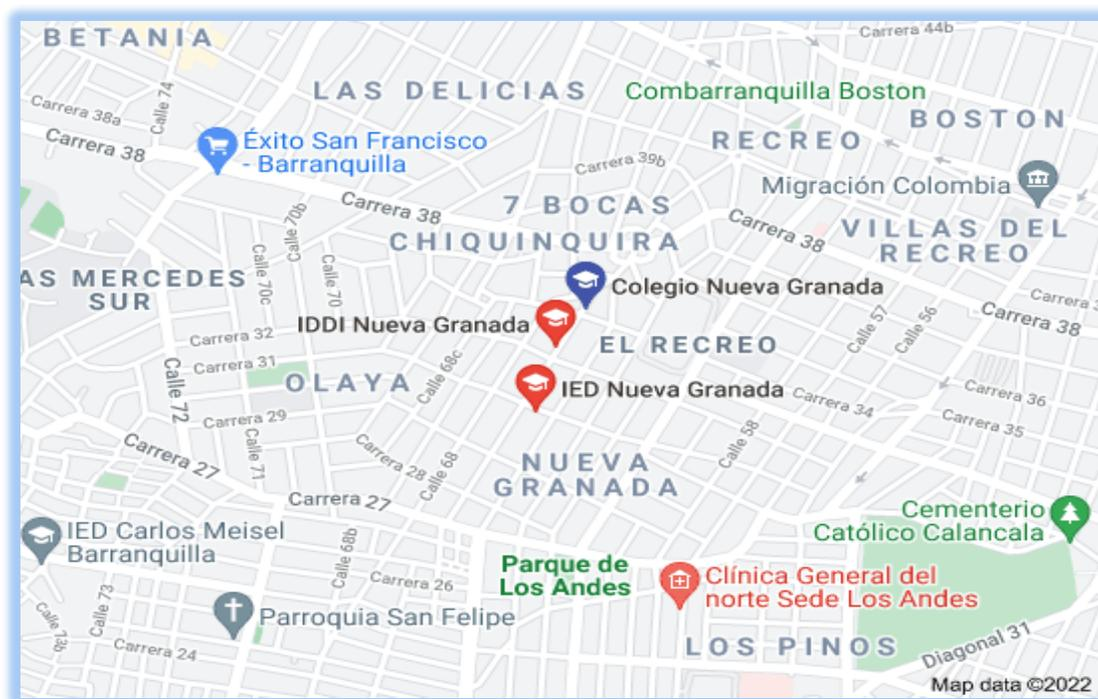 Carrera 44b
BETANIA
LAS DELICIAS
Combarranquilla Boston
BOSTON
Carrera 38a
Calle 74
Carrera 38
Éxito San Francisco
- Barranquilla
RECREO
Carrera 39b
Migración Colombia
Calle 70b
Carrera 38
7 BOCAS
CHIQUINQUIRA
Carrera 38
VILLAS DEL
RECREO
AS MERCEDES
SUR
Calle 70c
Calle 70
Colegio Nueva Granada
Carrera 3
Carrera 38
IDDI Nueva Granada
EL RECREO
Calle 57
Calle 56
Carrera 32
Carrera 31
OLAYA
Calle 68c
IED Nueva Granada
Calle 72
Carrera 34
Carrera 36
Carrera 35
Carrera 29
Calle 71
Carrera 27
Carrera 28
Calle 68
Calle 58
NUEVA
GRANADA
Carrera 27
Cementerio
Católico Calancala
IED Carlos Meisel
Barranquilla
Calle 68b
Carrera 26
Parque de
Los Andes
Clínica General del
norte Sede Los Andes
Calle 73
Calle 73b
Parroquia San Felipe
Carrera 24
LOS PINOS
Diagonal 31
Map data ©2022